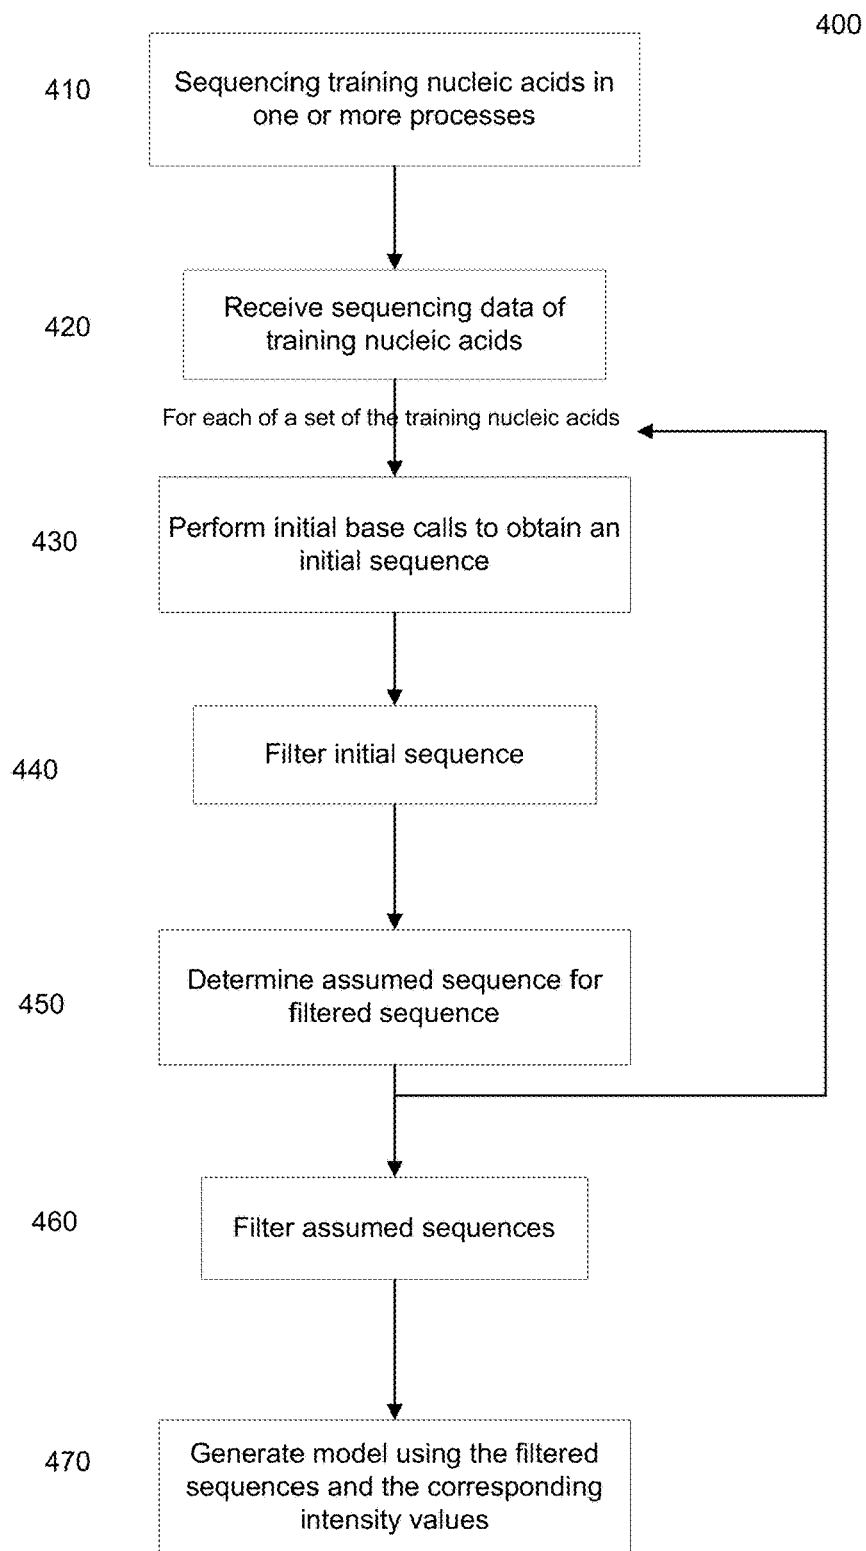 400
410
Sequencing training nucleic acids in
one or more processes
420
Receive sequencing data of
training nucleic acids
For each of a set of the training nucleic acids
430
Perform initial base calls to obtain an
initial sequence
440
Filter initial sequence
450
Determine assumed sequence for
filtered sequence
460
Filter assumed sequences
470
Generate model using the filtered
sequences and the corresponding
intensity values